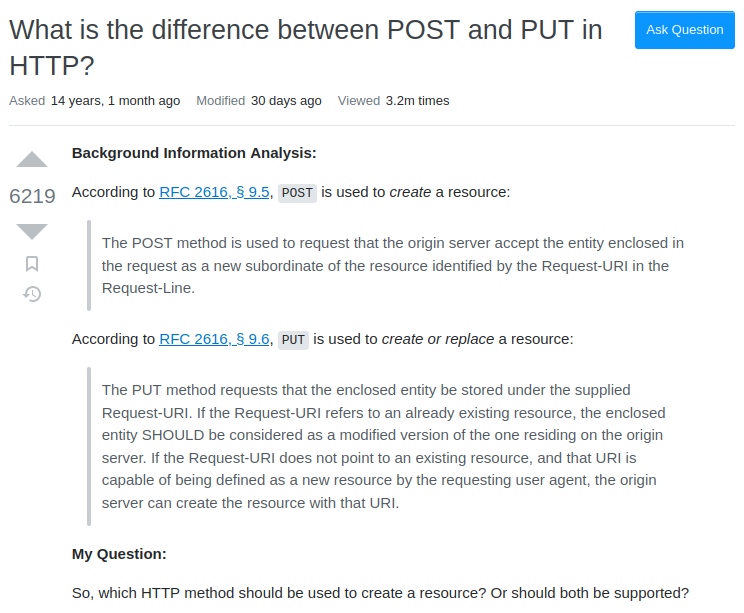 What is the difference between POST and PUT in
HTTP?
Ask Question
Asked 14 years, 1 month ago Modified 30 days ago Viewed 3.2m times
Background Information Analysis:
6219
According to RFC 2616, § 9.5, POST is used to create a resource:
The POST method is used to request that the origin server accept the entity enclosed in
the request as a new subordinate of the resource identified by the Request-URI in the
Request-Line.
According to RFC 2616, § 9.6, PUT is used to create or replace a resource:
The PUT method requests that the enclosed entity be stored under the supplied
Request-URI. If the Request-URI refers to an already existing resource, the enclosed
entity SHOULD be considered as a modified version of the one residing on the origin
server. If the Request-URI does not point to an existing resource, and that URI is
capable of being defined as a new resource by the requesting user agent, the origin
server can create the resource with that URI.
My Question:
So, which HTTP method should be used to create a resource? Or should both be supported?